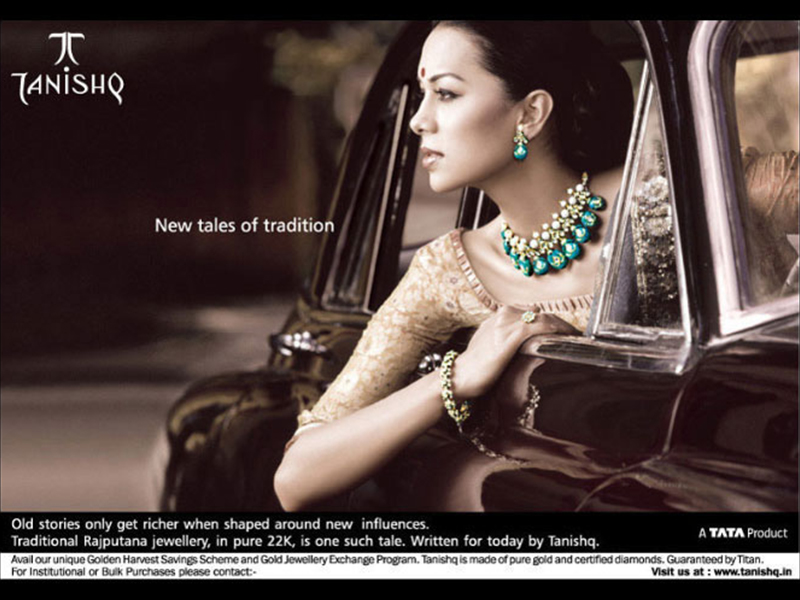 TANISHQ
New tales of tradition
Old stories only get richer when shaped around new influences.
Traditional Rajputana jewellery, in pure 22K, is one such tale. Written for today by Tanishq.
A TATA Product
Avail our unique Golden Harvest Savings Scheme and Gold Jewellery Exchange Program. Tanishq is made of pure gold and certified diamonds. Guaranteed by Titan.
For Institutional or Bulk Purchases please contact:-
Visit us at : www.tanishq.in